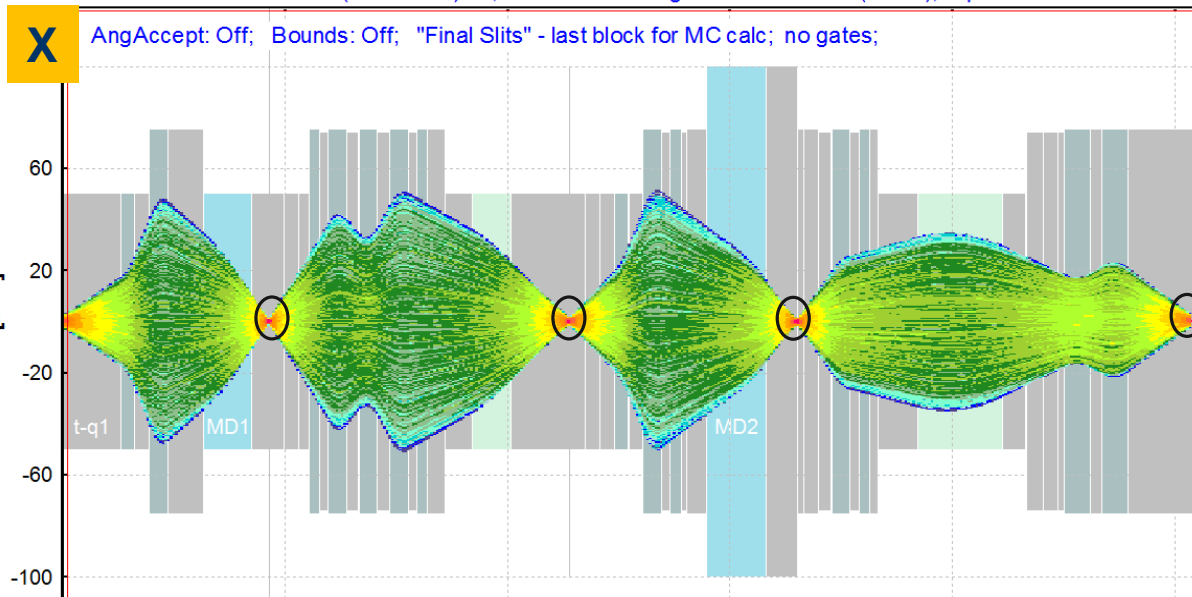 X
AngAccept: Off; Bounds: Off; "Final Slits" - last block for MC calc; no gates;
60
20
-20
t-q1
MD1
MD2
-60
-100